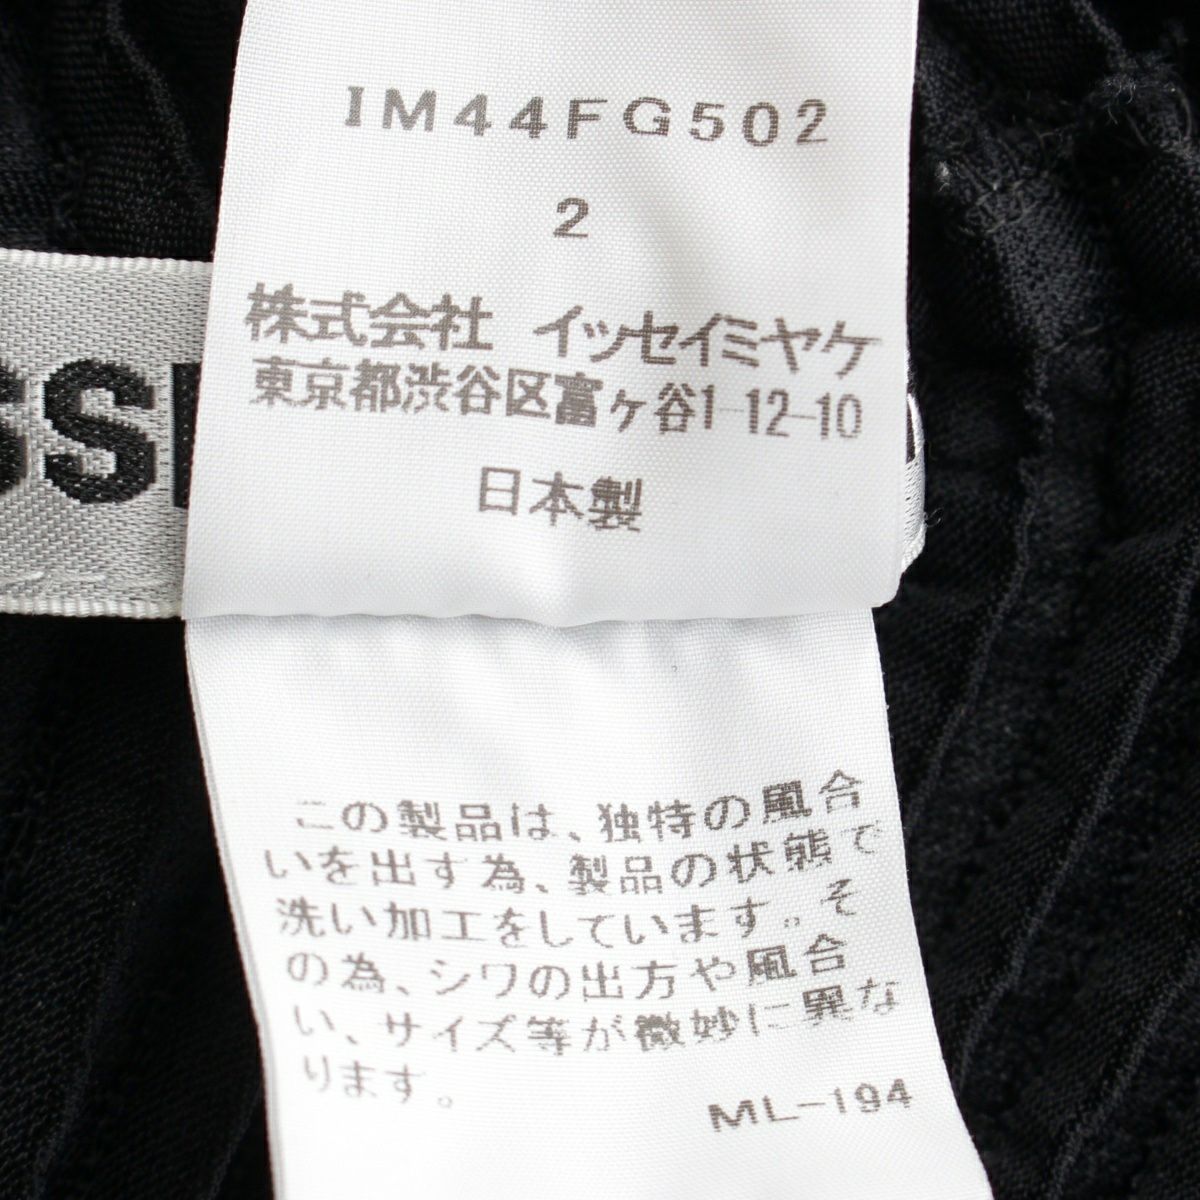 IM44FG502
2
株式会社 イッセイミヤケ
東京都渋谷区富ヶ谷1-12-10
日本製
この製品は、独特の風合
いを出す為、製品の状態で
洗い加工をしています。そ
の為、シワの出方や風合
い、サイズ等が微妙に異な
ります。
ML-194